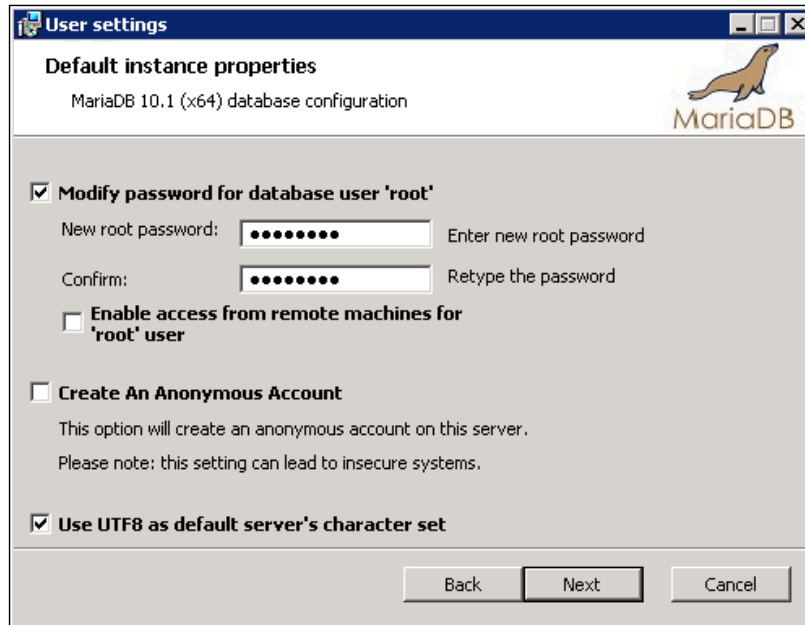 User settings
Default instance properties
MariaDB 10.1 (x64) database configuration
MariaDB
Modify password for database user 'root'
New root password: ●●●●●●●● Enter new root password
Confirm: ●●●●●●●● Retype the password
Enable access from remote machines for
'root' user
Create An Anonymous Account
This option will create an anonymous account on this server.
Please note: this setting can lead to insecure systems.
Use UTF8 as default server's character set
Back Next Cancel